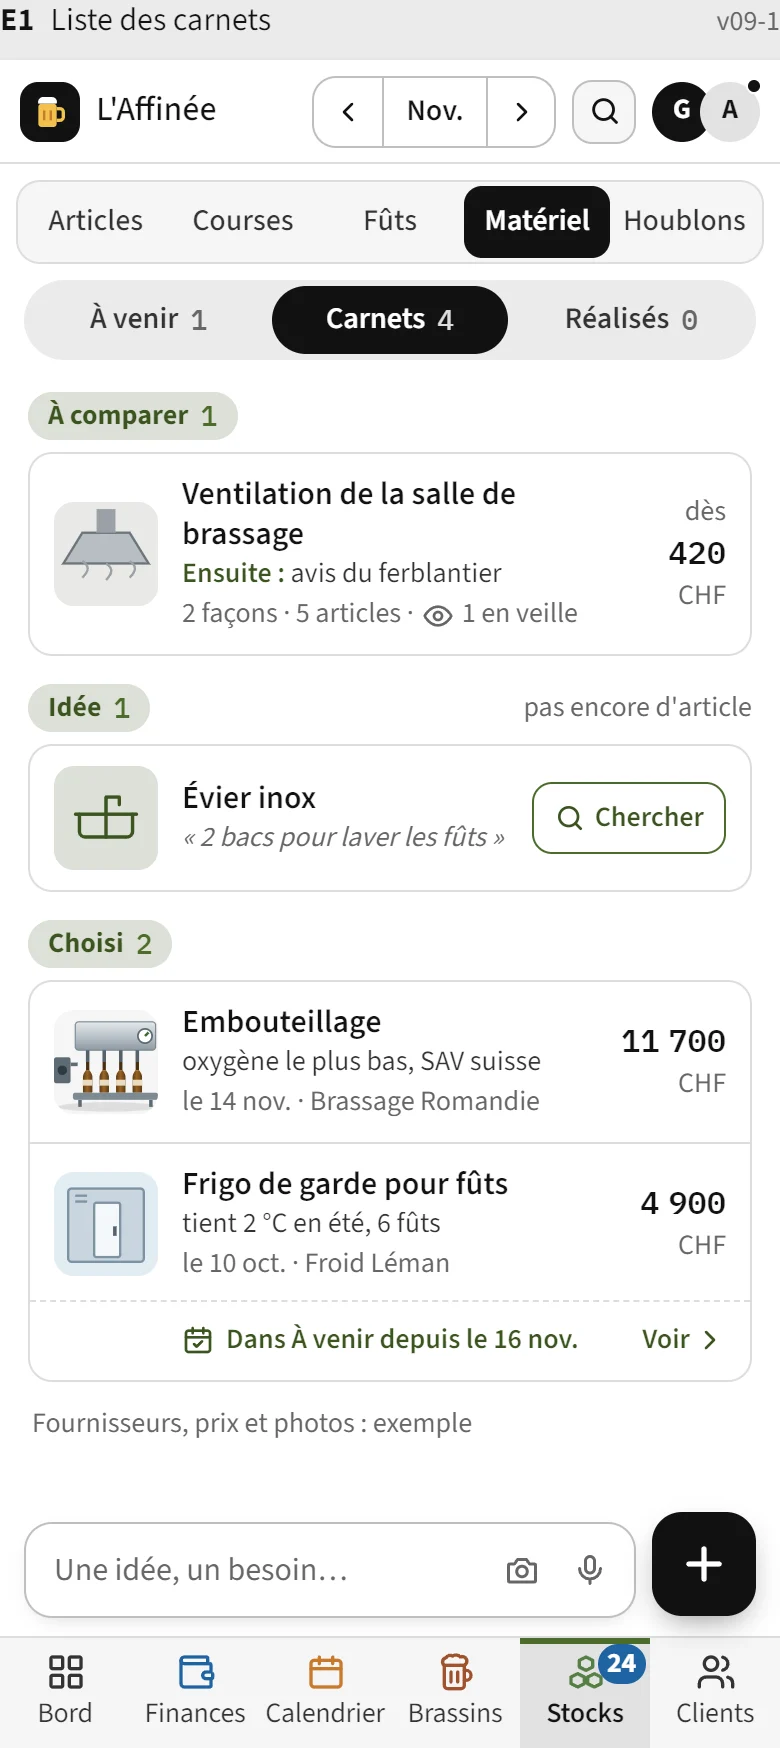 E1 Liste des carnets v09-1
L'Affinée Nov. G A
Articles Courses Fûts Matériel Houblons
À venir 1 Carnets 4 Réalisés 0
À comparer 1
Ventilation de la salle de
brassage
Ensuite : avis du ferblantier
2 façons · 5 articles · 1 en veille
dès
420
CHF
Idée 1 pas encore d'article
Évier inox
« 2 bacs pour laver les fûts »
Chercher
Choisi 2
Embouteillage
oxygène le plus bas, SAV suisse
le 14 nov. · Brassage Romandie
11 700
CHF
Frigo de garde pour fûts
tient 2 °C en été, 6 fûts
le 10 oct. · Froid Léman
4 900
CHF
Dans À venir depuis le 16 nov. Voir
Fournisseurs, prix et photos : exemple
Une idée, un besoin…
24
Bord Finances Calendrier Brassins Stocks Clients